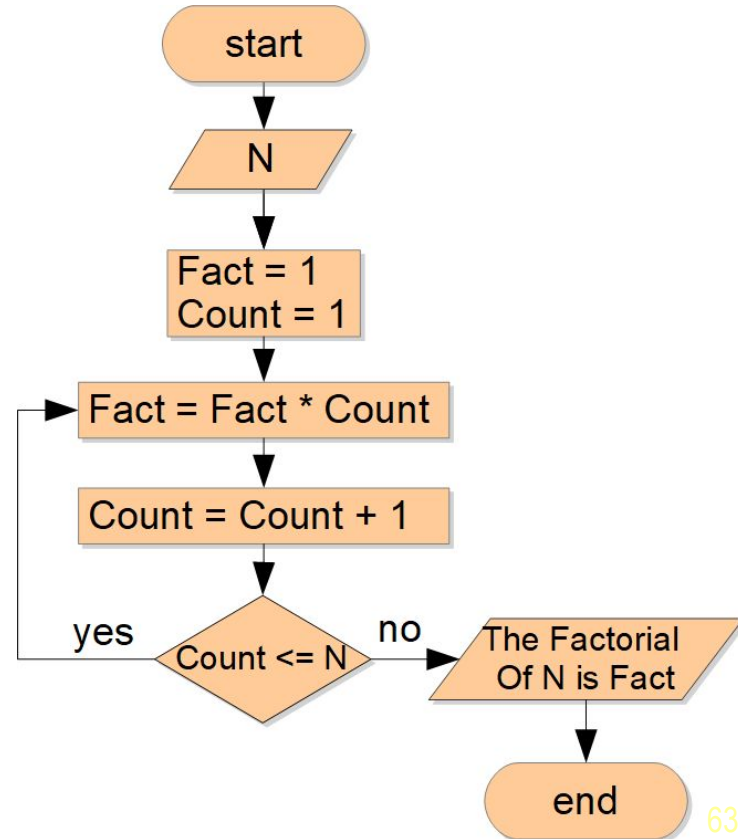 start
N
Fact = 1
Count = 1
Fact = Fact * Count
Count = Count + 1
yes
Count <= N
no
The Factorial
Of N is Fact
end
63